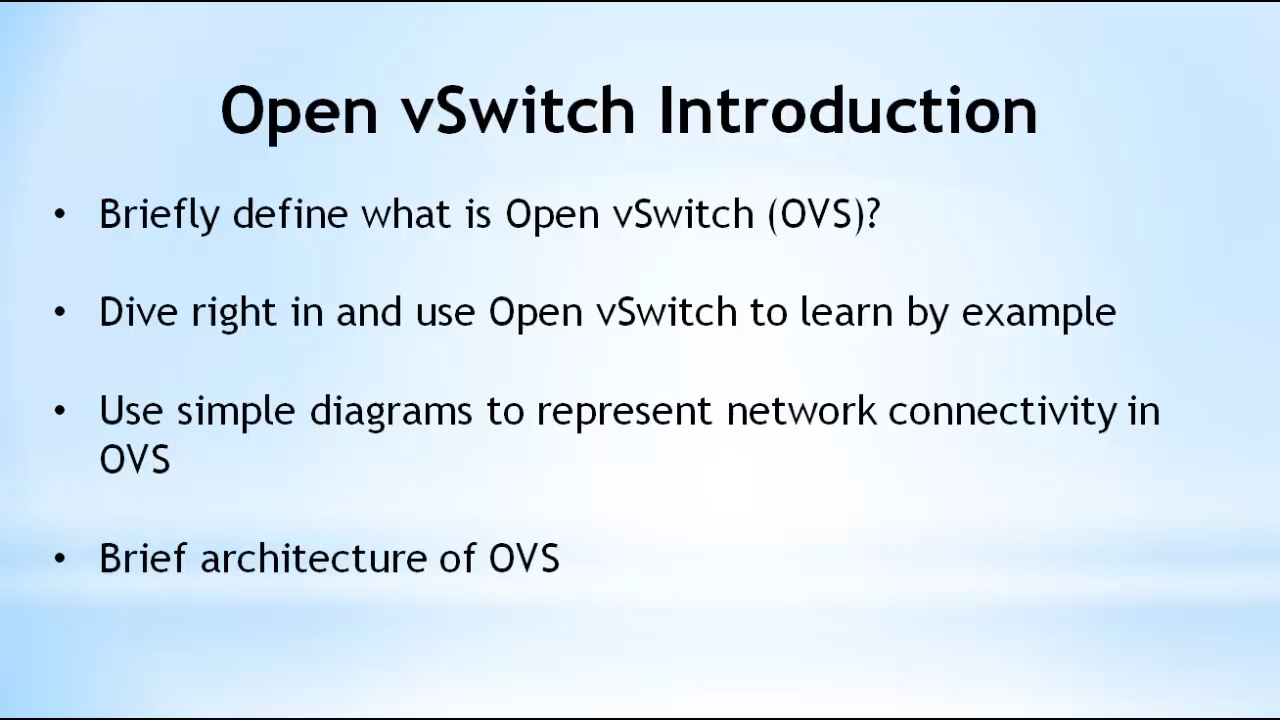 Open vSwitch Introduction
• Briefly define what is Open vSwitch (OVS)?
• Dive right in and use Open vSwitch to learn by example
• Use simple diagrams to represent network connectivity in
OVS
• Brief architecture of OVS